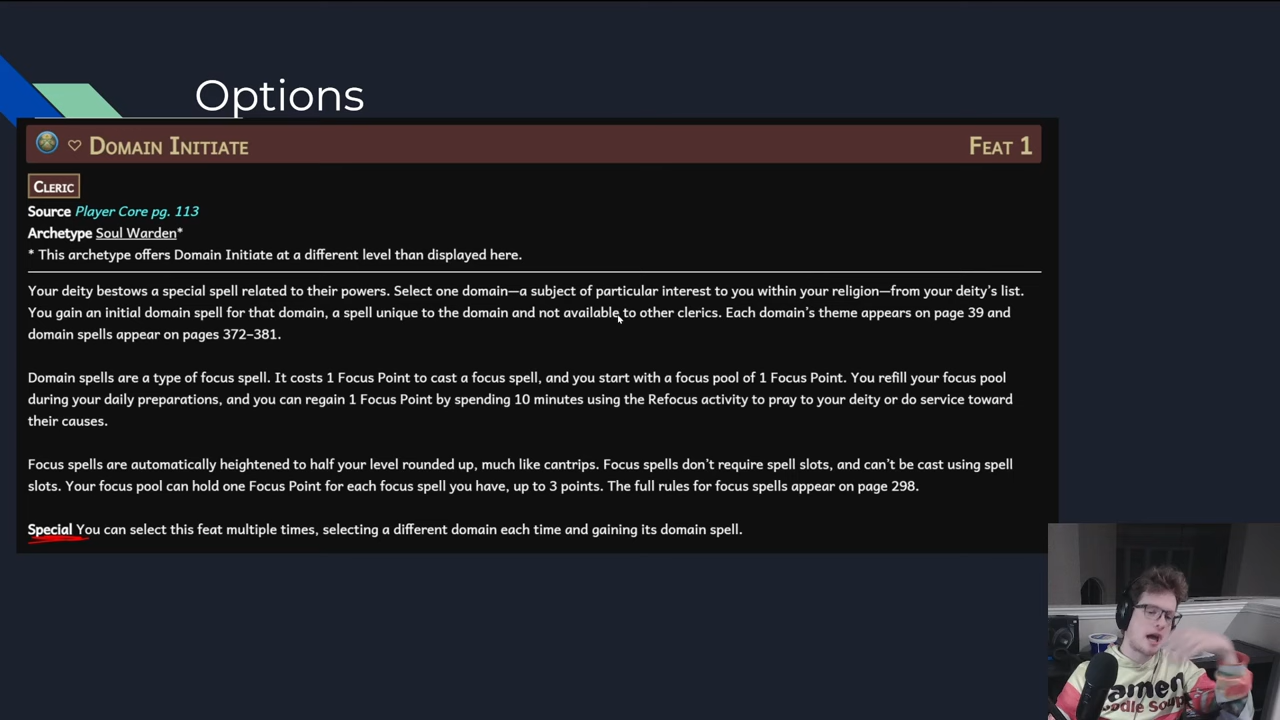 Options
Domain Initiate
Feat 1
Cleric
Source Player Core pg. 113
Archetype Soul Warden*
* This archetype offers Domain Initiate at a different level than displayed here.
Your deity bestows a special spell related to their powers. Select one domain—a subject of particular interest to you within your religion—from your deity's list.
You gain an initial domain spell for that domain, a spell unique to the domain and not available to other clerics. Each domain's theme appears on page 39 and
domain spells appear on pages 372–381.
Domain spells are a type of focus spell. It costs 1 Focus Point to cast a focus spell, and you start with a focus pool of 1 Focus Point. You refill your focus pool
during your daily preparations, and you can regain 1 Focus Point by spending 10 minutes using the Refocus activity to pray to your deity or do service toward
their causes.
Focus spells are automatically heightened to half your level rounded up, much like cantrips. Focus spells don't require spell slots, and can't be cast using spell
slots. Your focus pool can hold one Focus Point for each focus spell you have, up to 3 points. The full rules for focus spells appear on page 298.
Special You can select this feat multiple times, selecting a different domain each time and gaining its domain spell.